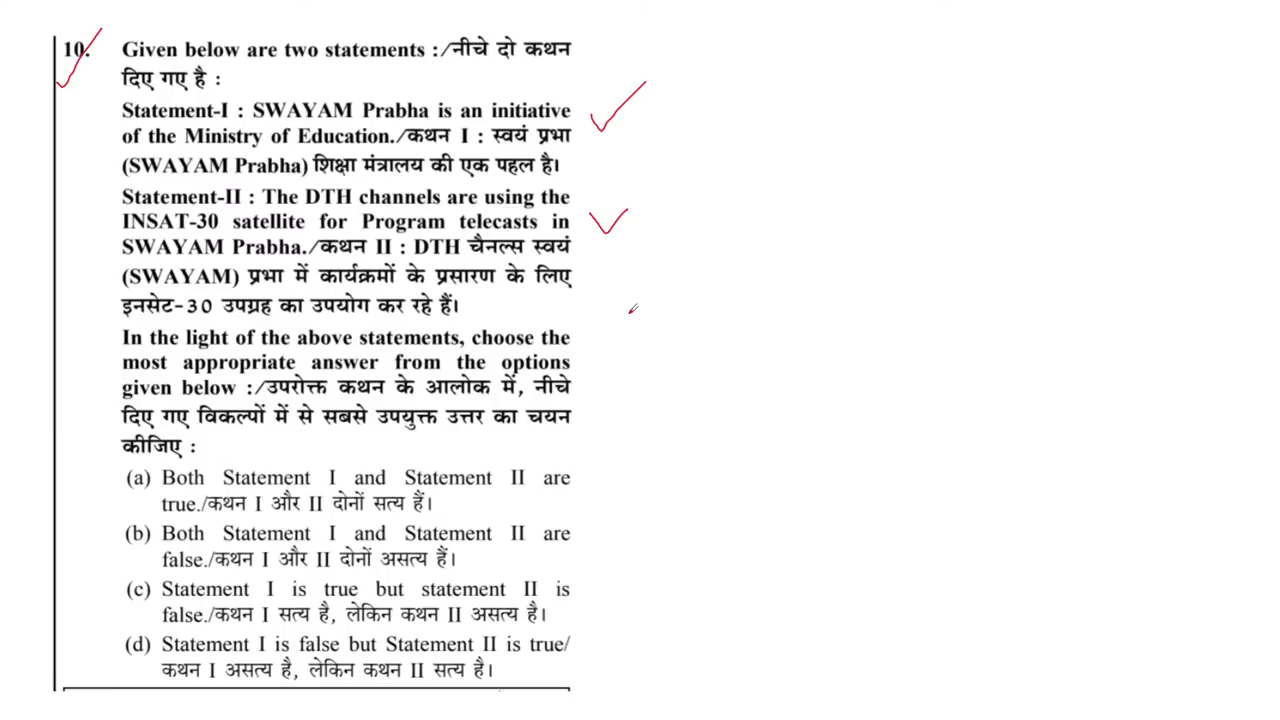 10. Given below are two statements :/नीचे दो कथन
दिए गए है :
Statement-I : SWAYAM Prabha is an initiative
of the Ministry of Education./कथन I : स्वयं प्रभा
(SWAYAM Prabha) शिक्षा मंत्रालय की एक पहल है।
Statement-II : The DTH channels are using the
INSAT-30 satellite for Program telecasts in
SWAYAM Prabha./कथन II : DTH चैनल्स स्वयं
(SWAYAM) प्रभा में कार्यक्रमों के प्रसारण के लिए
इनसेट-30 उपग्रह का उपयोग कर रहे हैं।
In the light of the above statements, choose the
most appropriate answer from the options
given below :/उपरोक्त कथन के आलोक में, नीचे
दिए गए विकल्पों में से सबसे उपयुक्त उत्तर का चयन
कीजिए :
(a) Both Statement I and Statement II are
true./कथन I और II दोनों सत्य हैं।
(b) Both Statement I and Statement II are
false./कथन I और II दोनों असत्य हैं।
(c) Statement I is true but statement II is
false./कथन I सत्य है, लेकिन कथन II असत्य है।
(d) Statement I is false but Statement II is true/
कथन I असत्य है, लेकिन कथन II सत्य है।